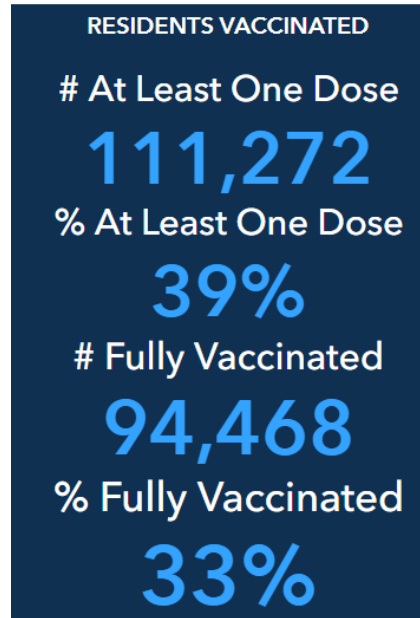 RESIDENTS VACCINATED
# At Least One Dose
111,272
% At Least One Dose
39%
# Fully Vaccinated
94,468
% Fully Vaccinated
33%